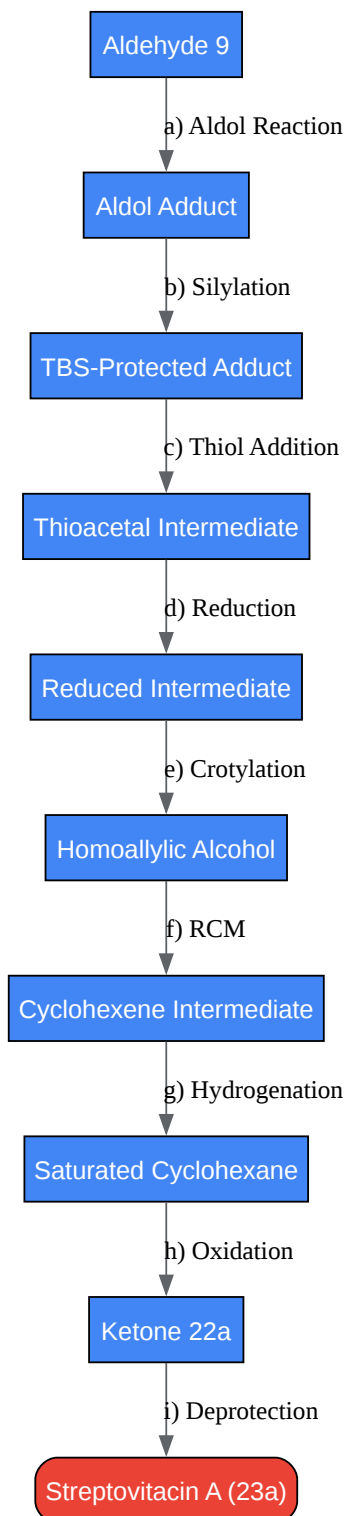 Aldehyde 9
a) Aldol Reaction
Aldol Adduct
b) Silylation
TBS-Protected Adduct
c) Thiol Addition
Thioacetal Intermediate
d) Reduction
Reduced Intermediate
e) Crotylation
Homoallylic Alcohol
f) RCM
Cyclohexene Intermediate
g) Hydrogenation
Saturated Cyclohexane
h) Oxidation
Ketone 22a
i) Deprotection
Streptovitacin A (23a)